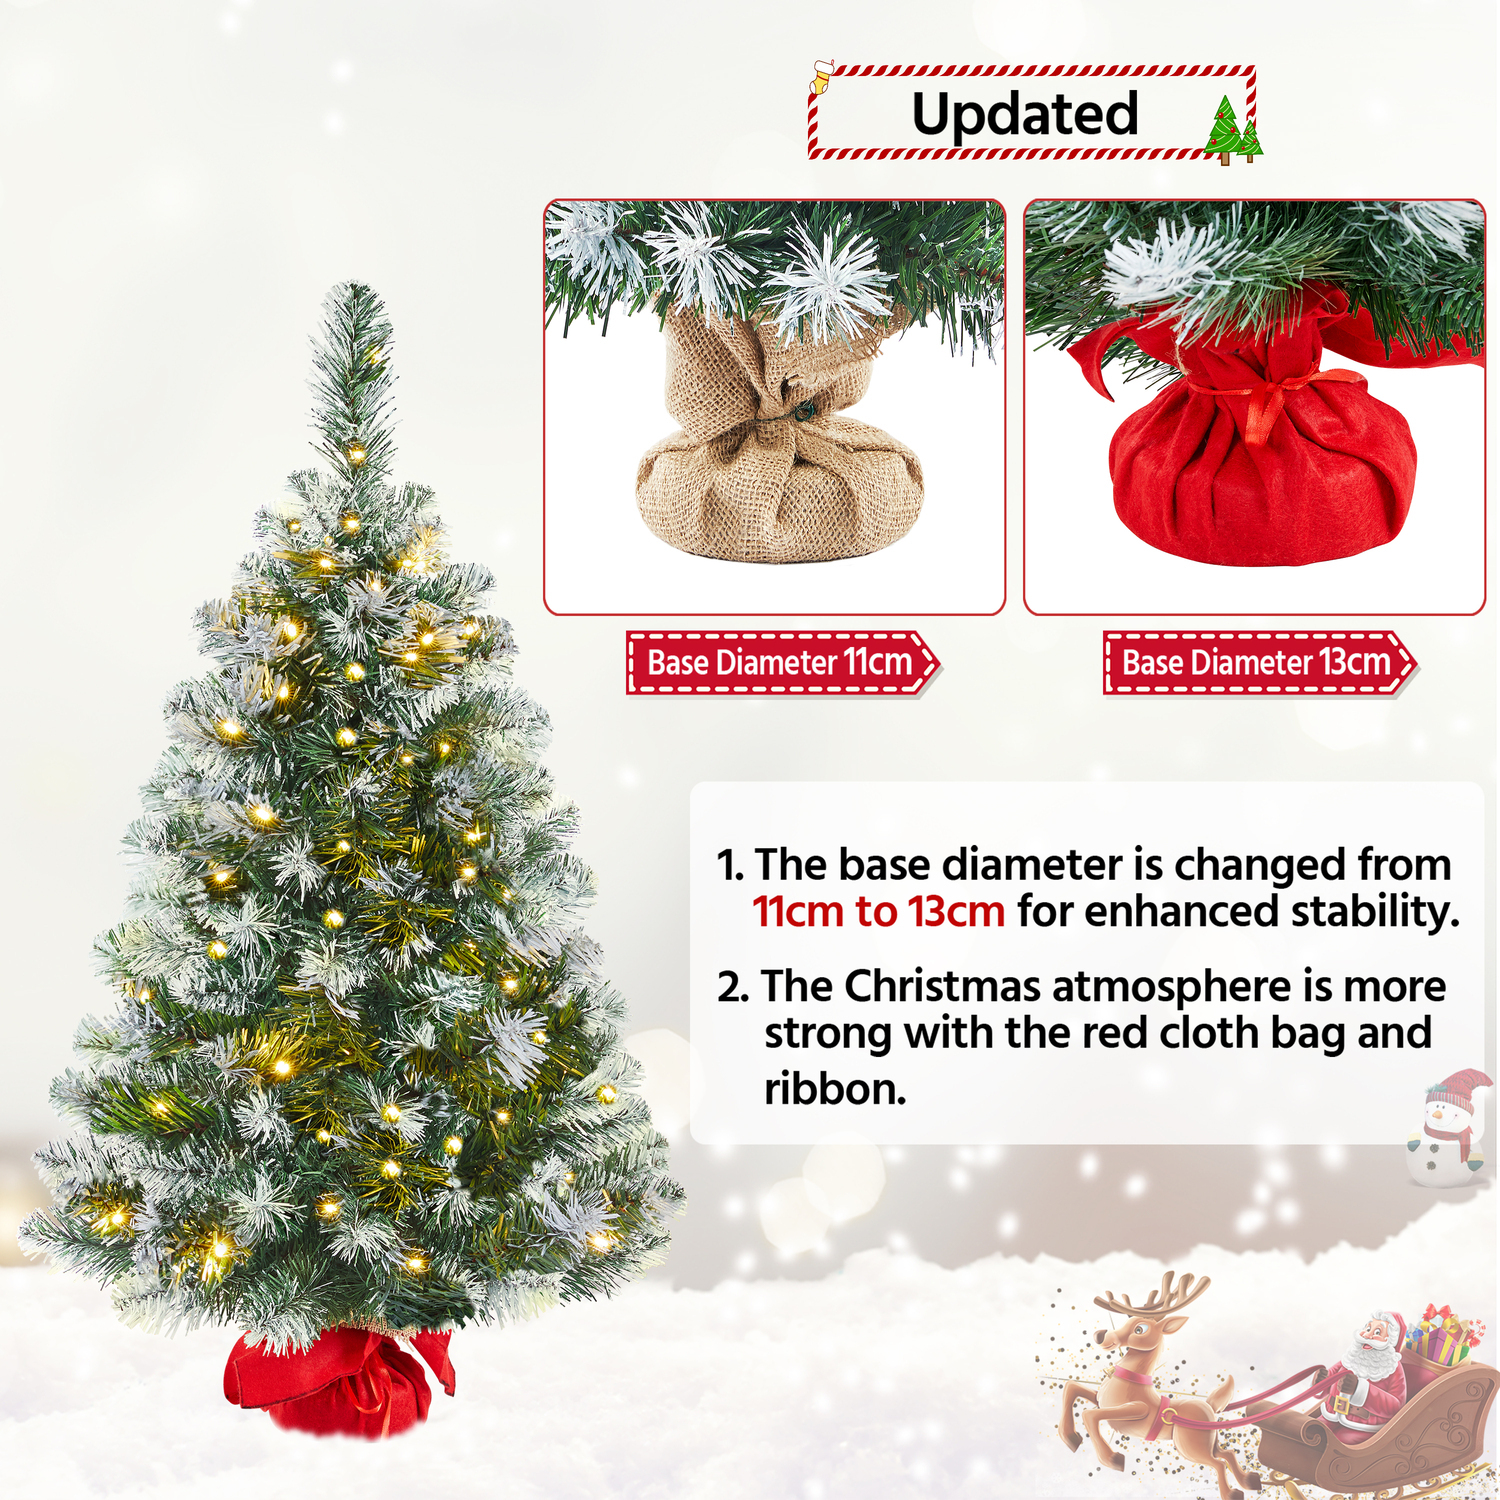 Updated
Base Diameter 11cm
Base Diameter 13cm
1. The base diameter is changed from
11cm to 13cm for enhanced stability.
2. The Christmas atmosphere is more
strong with the red cloth bag and
ribbon.